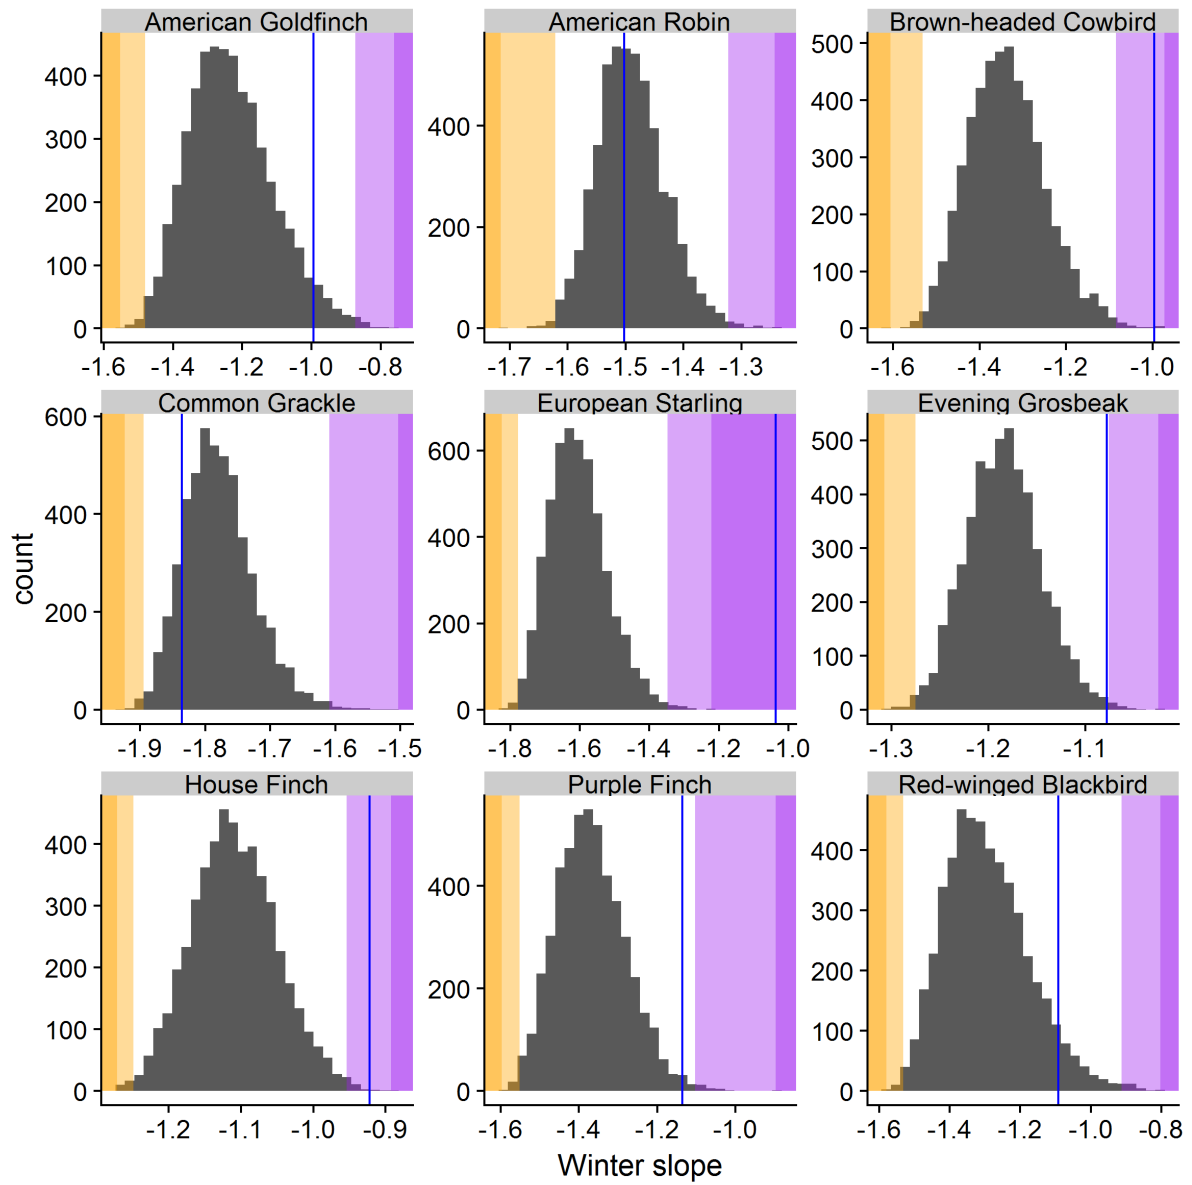 American Goldfinch
American Robin
Brown-headed Cowbird
400
300
200
100
0
-1.6 -1.4 -1.2 -1.0 -0.8
400
200
0
-1.7 -1.6 -1.5 -1.4 -1.3
500
400
300
200
100
0
-1.6 -1.4 -1.2 -1.0
Common Grackle
European Starling
Evening Grosbeak
600
400
200
0
-1.9 -1.8 -1.7 -1.6 -1.5
600
400
200
0
-1.8 -1.6 -1.4 -1.2 -1.0
500
400
300
200
100
0
-1.3 -1.2 -1.1
count
House Finch
Purple Finch
Red-winged Blackbird
400
300
200
100
0
-1.2 -1.1 -1.0 -0.9
400
200
0
-1.6 -1.4 -1.2 -1.0
400
300
200
100
0
-1.6 -1.4 -1.2 -1.0 -0.8
Winter slope